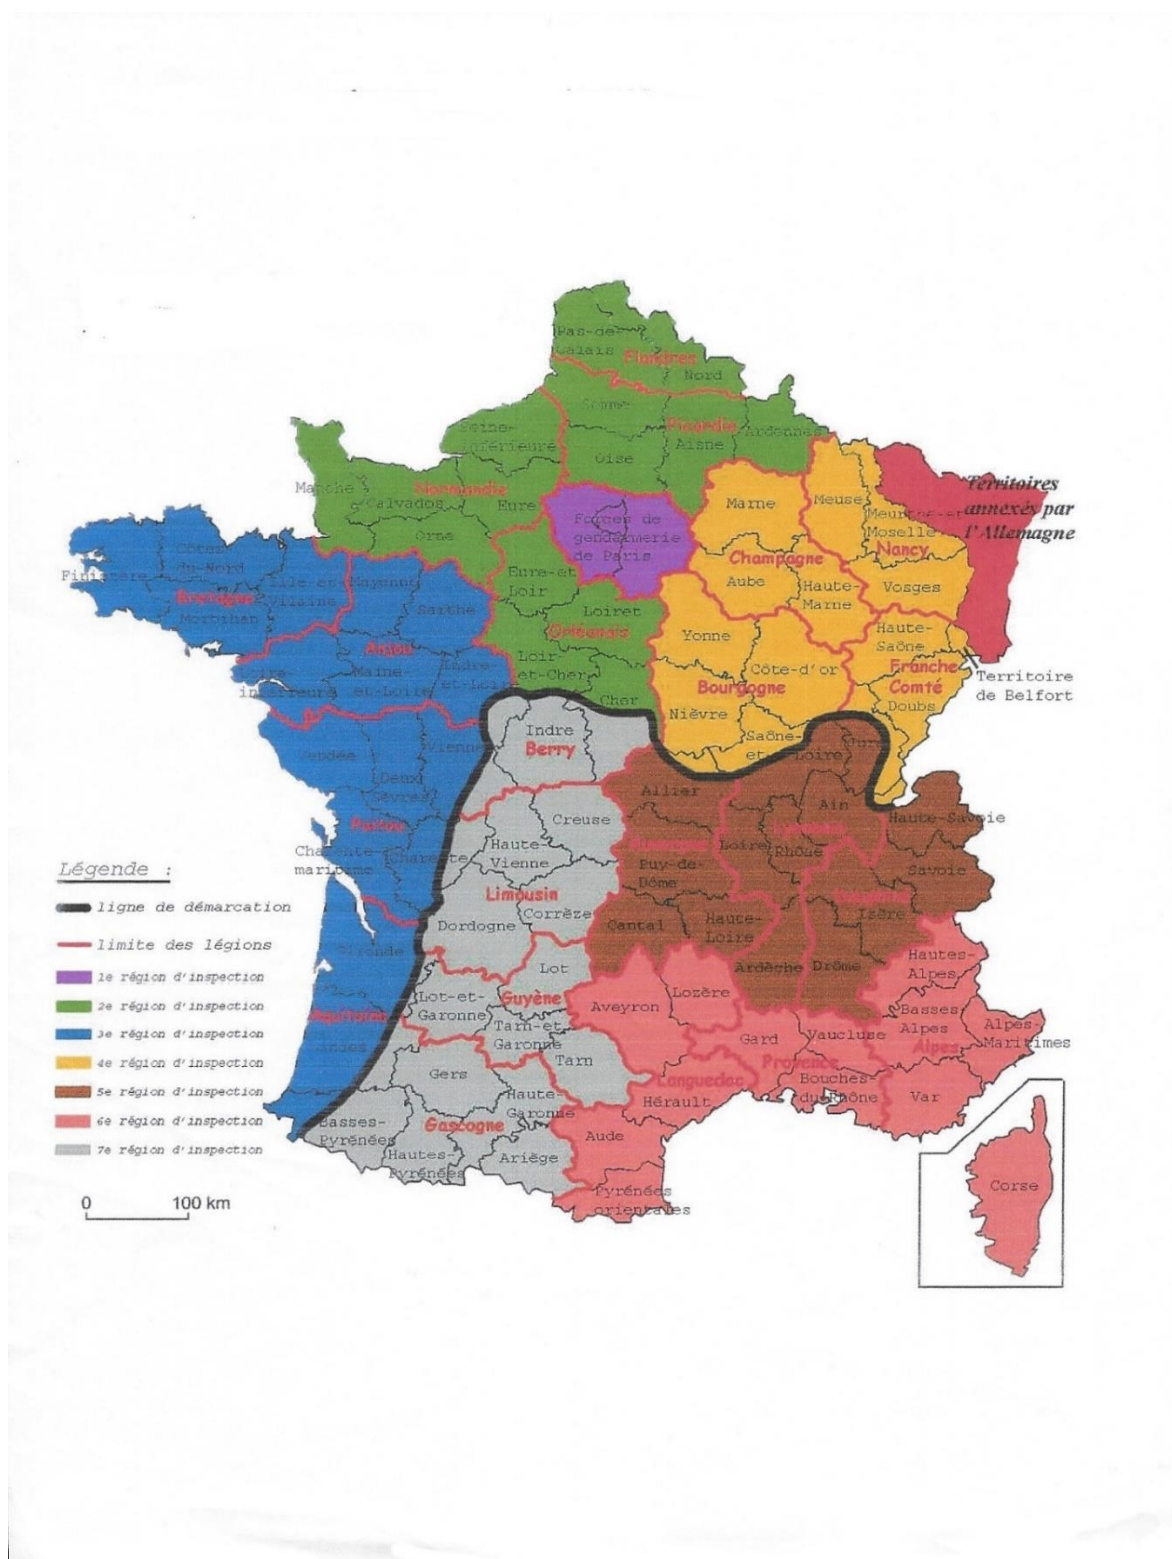 Pas-de-
Calais
Flandres
Nord
Somme
Picardie
Ardennes
Aisne
Oise
Seine-
Inférieure
Manche
Normandie
Calvados
Eure
Orne
Marne
Meuse
Meurthe-et
Moselle
Nancy
Territoires
annexés par
l'Allemagne
Forces de
gendarmerie
de Paris
Champagne
Aube
Haute-
Marne
Vosges
Finistère
Côtes-
du-Nord
Bretagne
Ille-et-
Vilaine
Morbihan
Mayenne
Sarthe
Anjou
Maine-
et-Loire
Loire-
inférieure
Indre-
et-Loire
Eure-et
Loir
Loiret
Orléanais
Loir-
et-Cher
Cher
Yonne
Côte-d'or
Bourgogne
Nièvre
Saône-
et-Loire
Haute-
Saône
Franche
Comté
Doubs
Jura
Territoire
de Belfort
Vendée
Vienne
Deux
Sèvres
Poitou
Charente-
maritime
Charente
Indre
Berry
Creuse
Haute-
Vienne
Limousin
Corrèze
Dordogne
Allier
Puy-de-
Dôme
Cantal
Haute-
Loire
Loire
Rhône
Ain
Haute-Savoie
Savoie
Isère
Ardèche
Drôme
Gironde
Aquitaine
Landes
Lot
Guyène
Lot-et-
Garonne
Tarn-et
Garonne
Tarn
Gers
Haute-
Garonne
Gascogne
Basses-
Pyrénées
Hautes-
Pyrénées
Ariège
Aveyron
Lozère
Gard
Vaucluse
Provence
Languedoc
Hérault
Bouches-
du-Rhône
Aude
Pyrénéds
orientales
Hautes-
Alpes
Basses
Alpes
Alpes
Alpes-
Maritimes
Var
Corse
Légende :
ligne de démarcation
limite des légions
1e région d'inspection
2e région d'inspection
3e région d'inspection
4e région d'inspection
5e région d'inspection
6e région d'inspection
7e région d'inspection
0 100 km